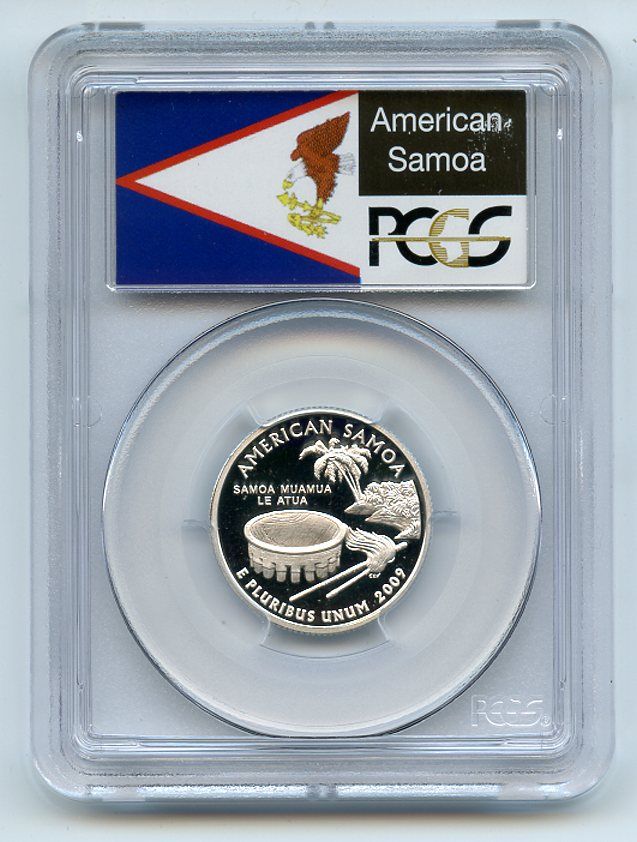 American
Samoa
PCGS
AMERICAN SAMOA
SAMOA MUAMUA
LE ATUA
E PLURIBUS UNUM 2009
PCGS